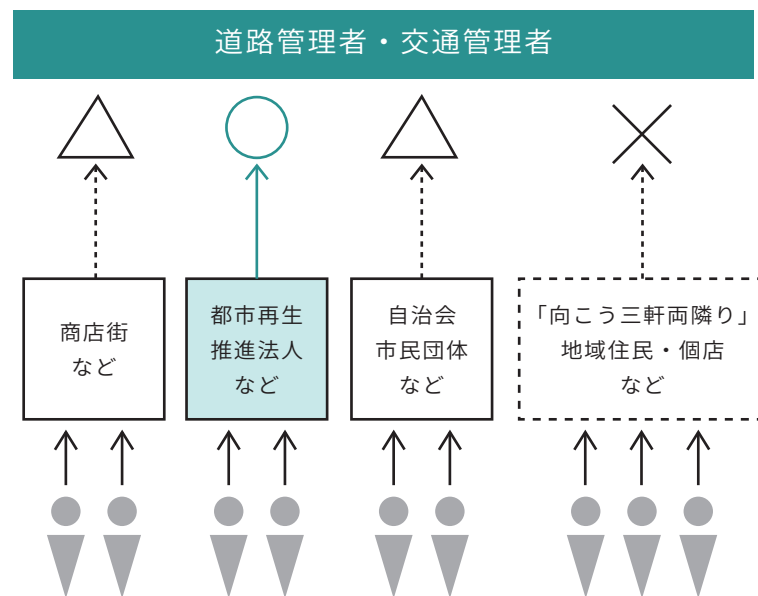 道路管理者・交通管理者
商店街
など
都市再生
推進法人
など
自治会
市民団体
など
「向こう三軒両隣り」
地域住民・個店
など